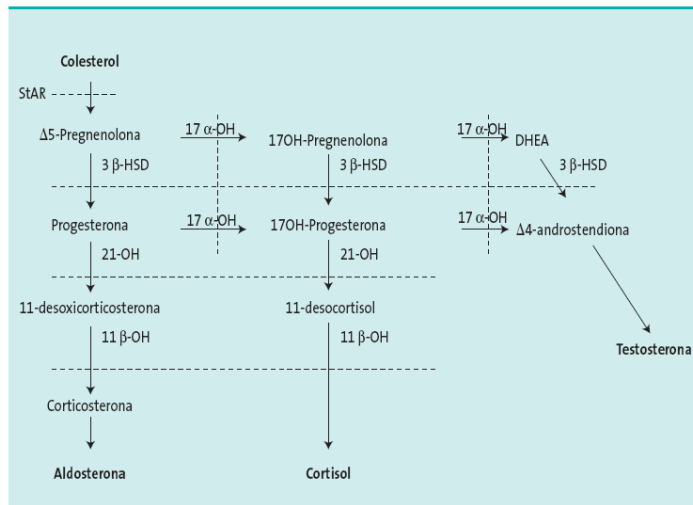 Colesterol
StAR
17 α-OH 17 α-OH
Δ5-Pregnenolona 17OH-Pregnenolona DHEA
3 β-HSD 3 β-HSD 3 β-HSD
17 α-OH 17 α-OH
Progesterona 17OH-Progesterona Δ4-androstendiona
21-OH 21-OH
11-desoxicorticosterona 11-desocortisol
11 β-OH 11 β-OH
Testosterona
Corticosterona
Aldosterona Cortisol